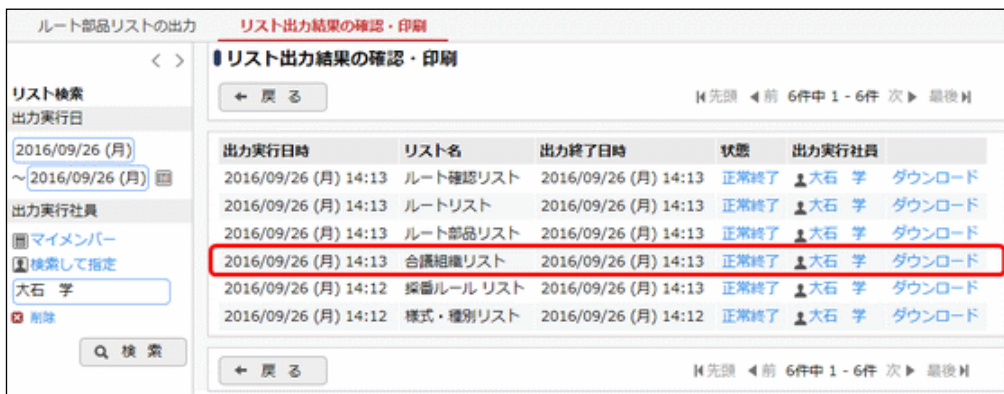 ルート部品リストの出力 リスト出力結果の確認・印刷
リスト検索
出力実行日
2016/09/26 (月)
～2016/09/26 (月)
出力実行社員
マイメンバー
検索して指定
大石 学
削除
検 索
リスト出力結果の確認・印刷
戻 る 先頭 前 6件中 1 - 6件 次 最後
出力実行日時 リスト名 出力終了日時 状態 出力実行社員
2016/09/26 (月) 14:13 ルート確認リスト 2016/09/26 (月) 14:13 正常終了 大石 学 ダウンロード
2016/09/26 (月) 14:13 ルートリスト 2016/09/26 (月) 14:13 正常終了 大石 学 ダウンロード
2016/09/26 (月) 14:13 ルート部品リスト 2016/09/26 (月) 14:13 正常終了 大石 学 ダウンロード
2016/09/26 (月) 14:13 合議組織リスト 2016/09/26 (月) 14:13 正常終了 大石 学 ダウンロード
2016/09/26 (月) 14:12 採番ルール リスト 2016/09/26 (月) 14:13 正常終了 大石 学 ダウンロード
2016/09/26 (月) 14:12 様式・種別リスト 2016/09/26 (月) 14:12 正常終了 大石 学 ダウンロード
戻 る 先頭 前 6件中 1 - 6件 次 最後